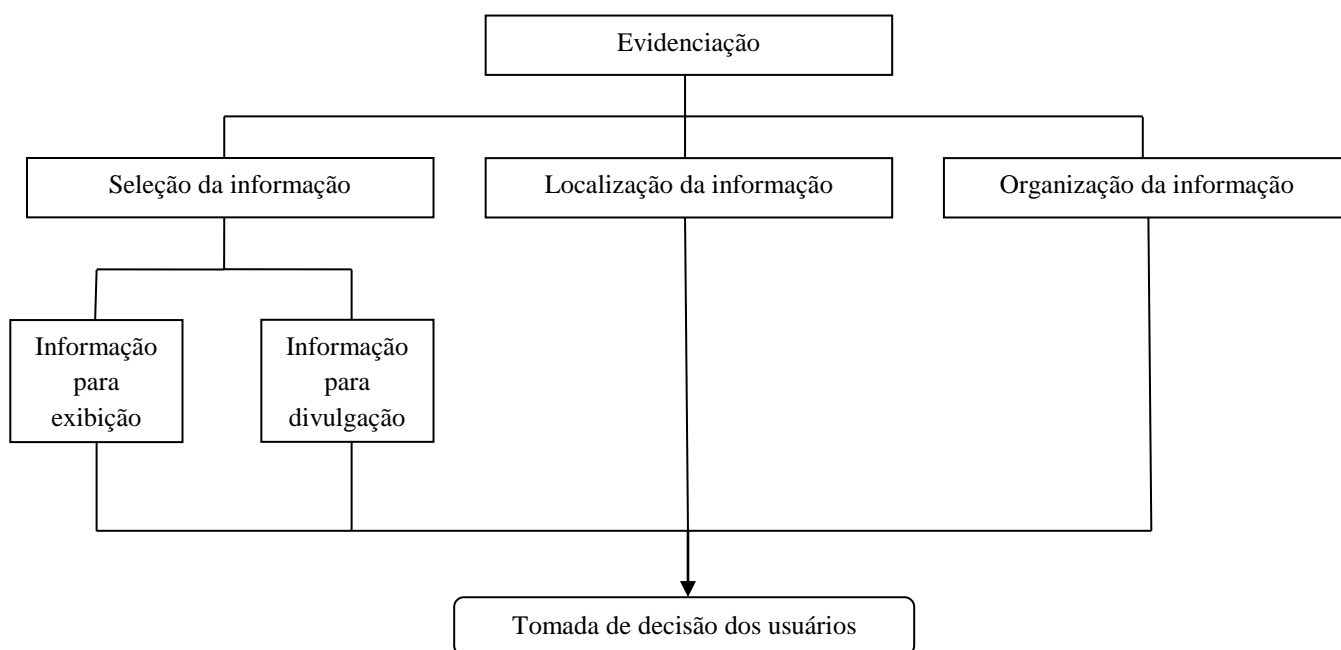 Evidenciação
Seleção da informação
Localização da informação
Organização da informação
Informação
para
exibição
Informação
para
divulgação
Tomada de decisão dos usuários